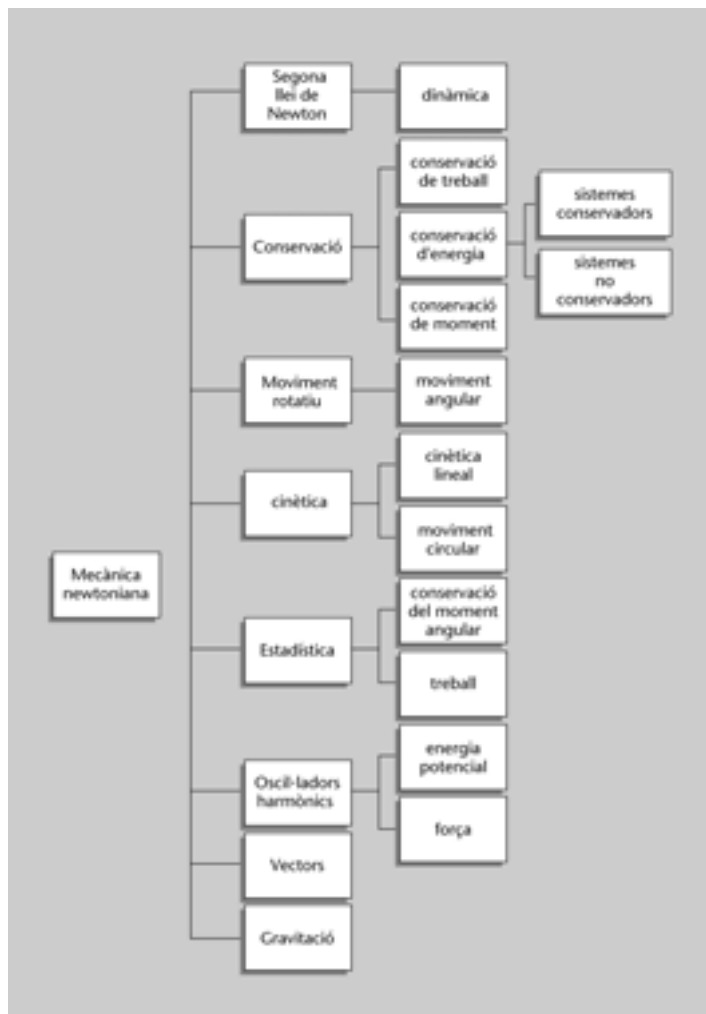 Segona
llei de
Newton
dinàmica
conservació
de treball
sistemes
conservadors
Conservació
conservació
d'energia
sistemes
no
conservadors
conservació
de moment
Moviment
rotatiu
moviment
angular
cinètica
lineal
cinètica
moviment
circular
Mecànica
newtoniana
conservació
del moment
angular
Estadística
treball
energia
potencial
Oscil·ladors
harmònics
força
Vectors
Gravitació